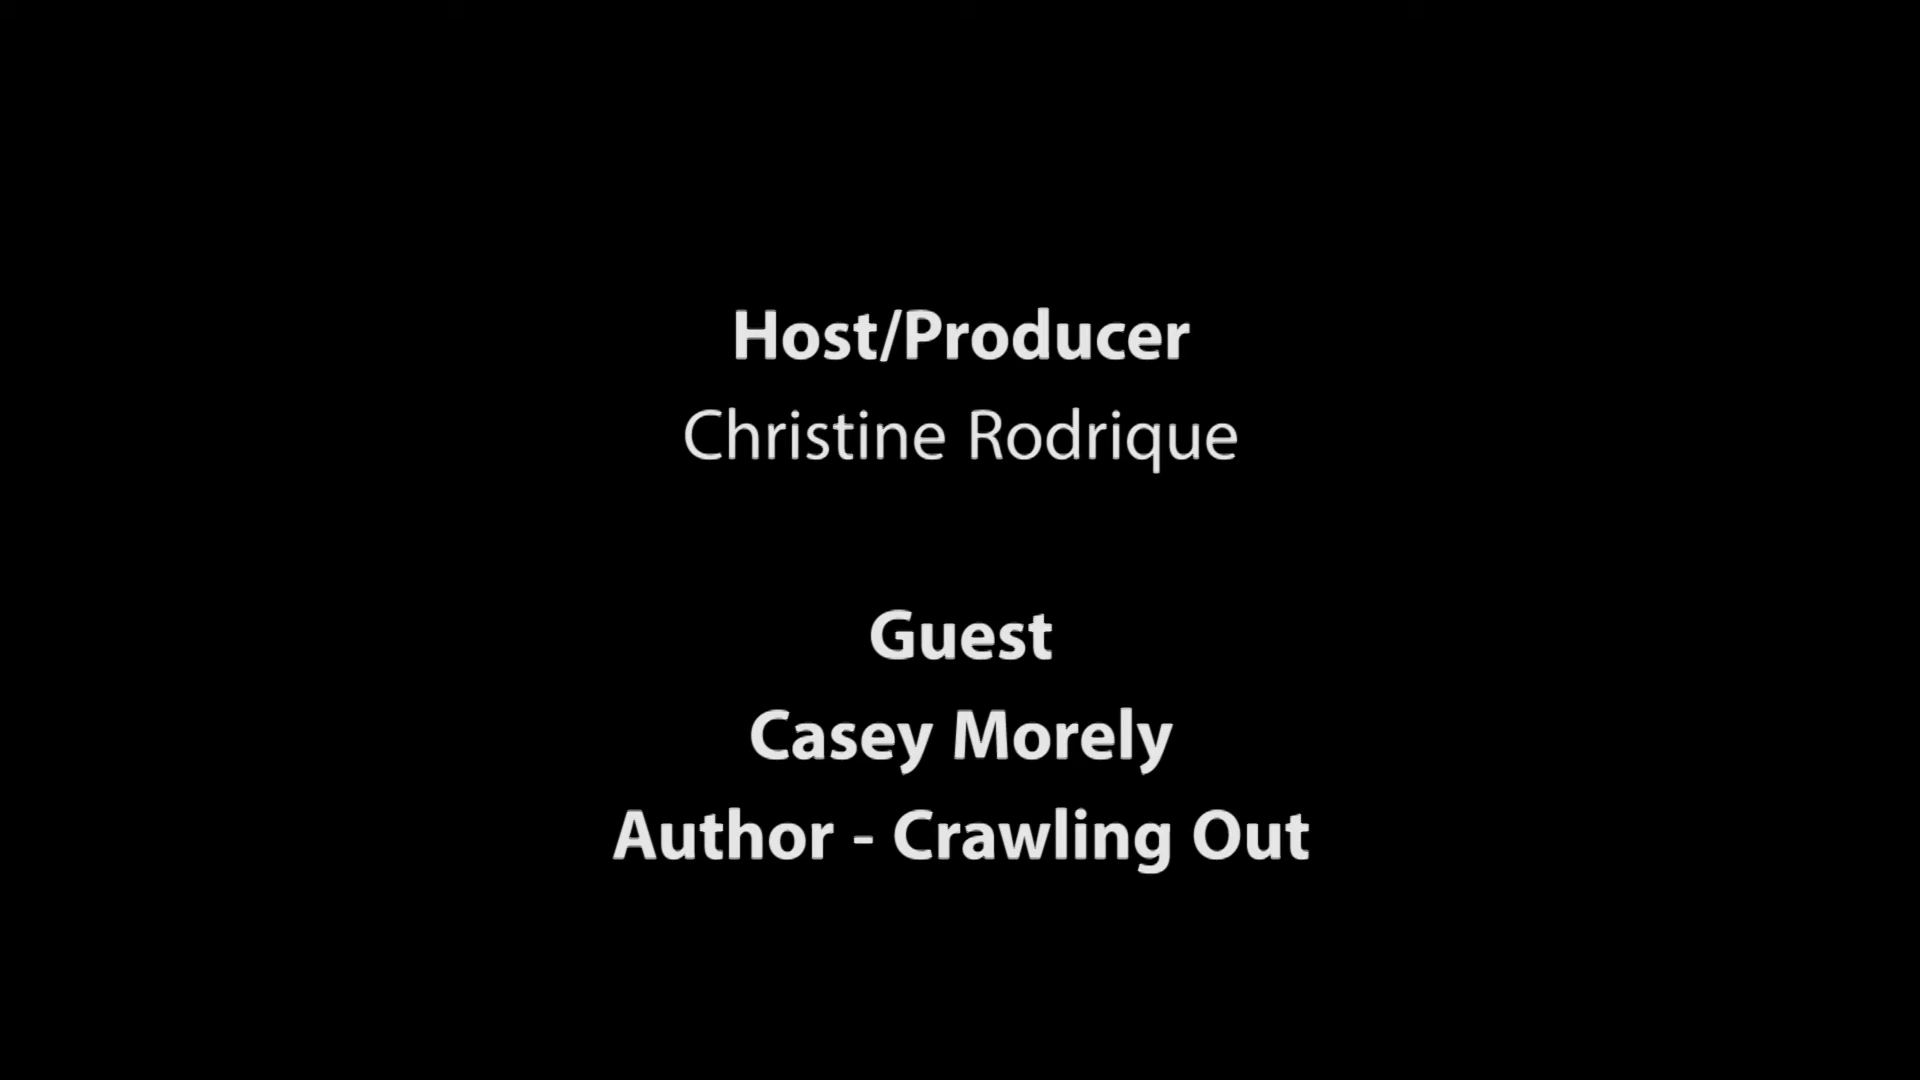 Host/Producer
Christine Rodrique
Guest
Casey Morely
Author - Crawling Out